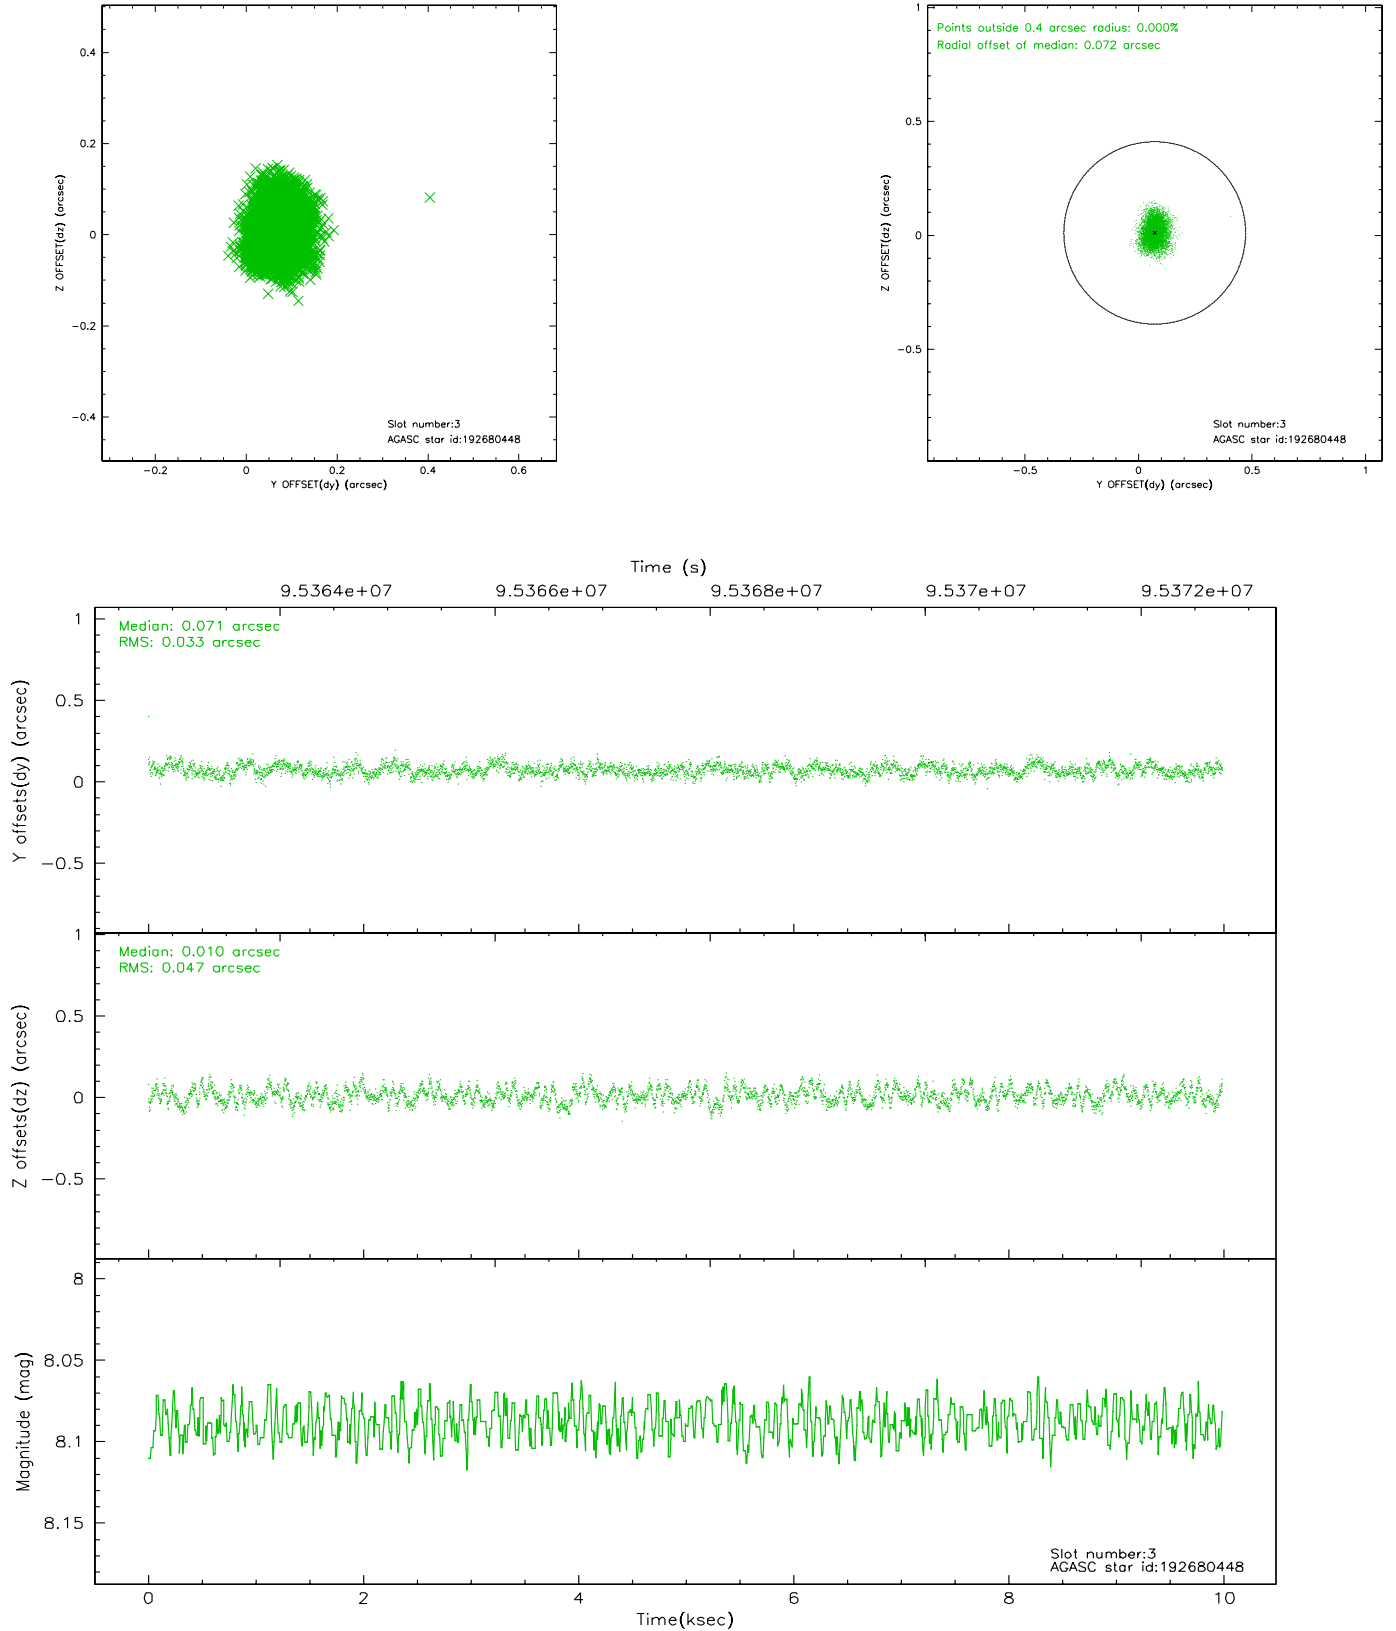 0.4
0.2
0
−0.2
−0.4
Z OFFSET(dz) (arcsec)
Slot number:3
AGASC star id:192680448
−0.2 0 0.2 0.4 0.6
Y OFFSET(dy) (arcsec)
Points outside 0.4 arcsec radius: 0.000%
Radial offset of median: 0.072 arcsec
1
0.5
0
−0.5
Z OFFSET(dz) (arcsec)
Slot number:3
AGASC star id:192680448
−0.5 0 0.5 1
Y OFFSET(dy) (arcsec)
Time (s)
9.5364e+07 9.5366e+07 9.5368e+07 9.537e+07 9.5372e+07
Median: 0.071 arcsec
RMS: 0.033 arcsec
1
0.5
0
−0.5
Y offsets(dy) (arcsec)
Median: 0.010 arcsec
RMS: 0.047 arcsec
1
0.5
0
−0.5
Z offsets(dz) (arcsec)
8
8.05
8.1
8.15
Magnitude (mag)
Slot number:3
AGASC star id:192680448
0 2 4 6 8 10
Time(ksec)